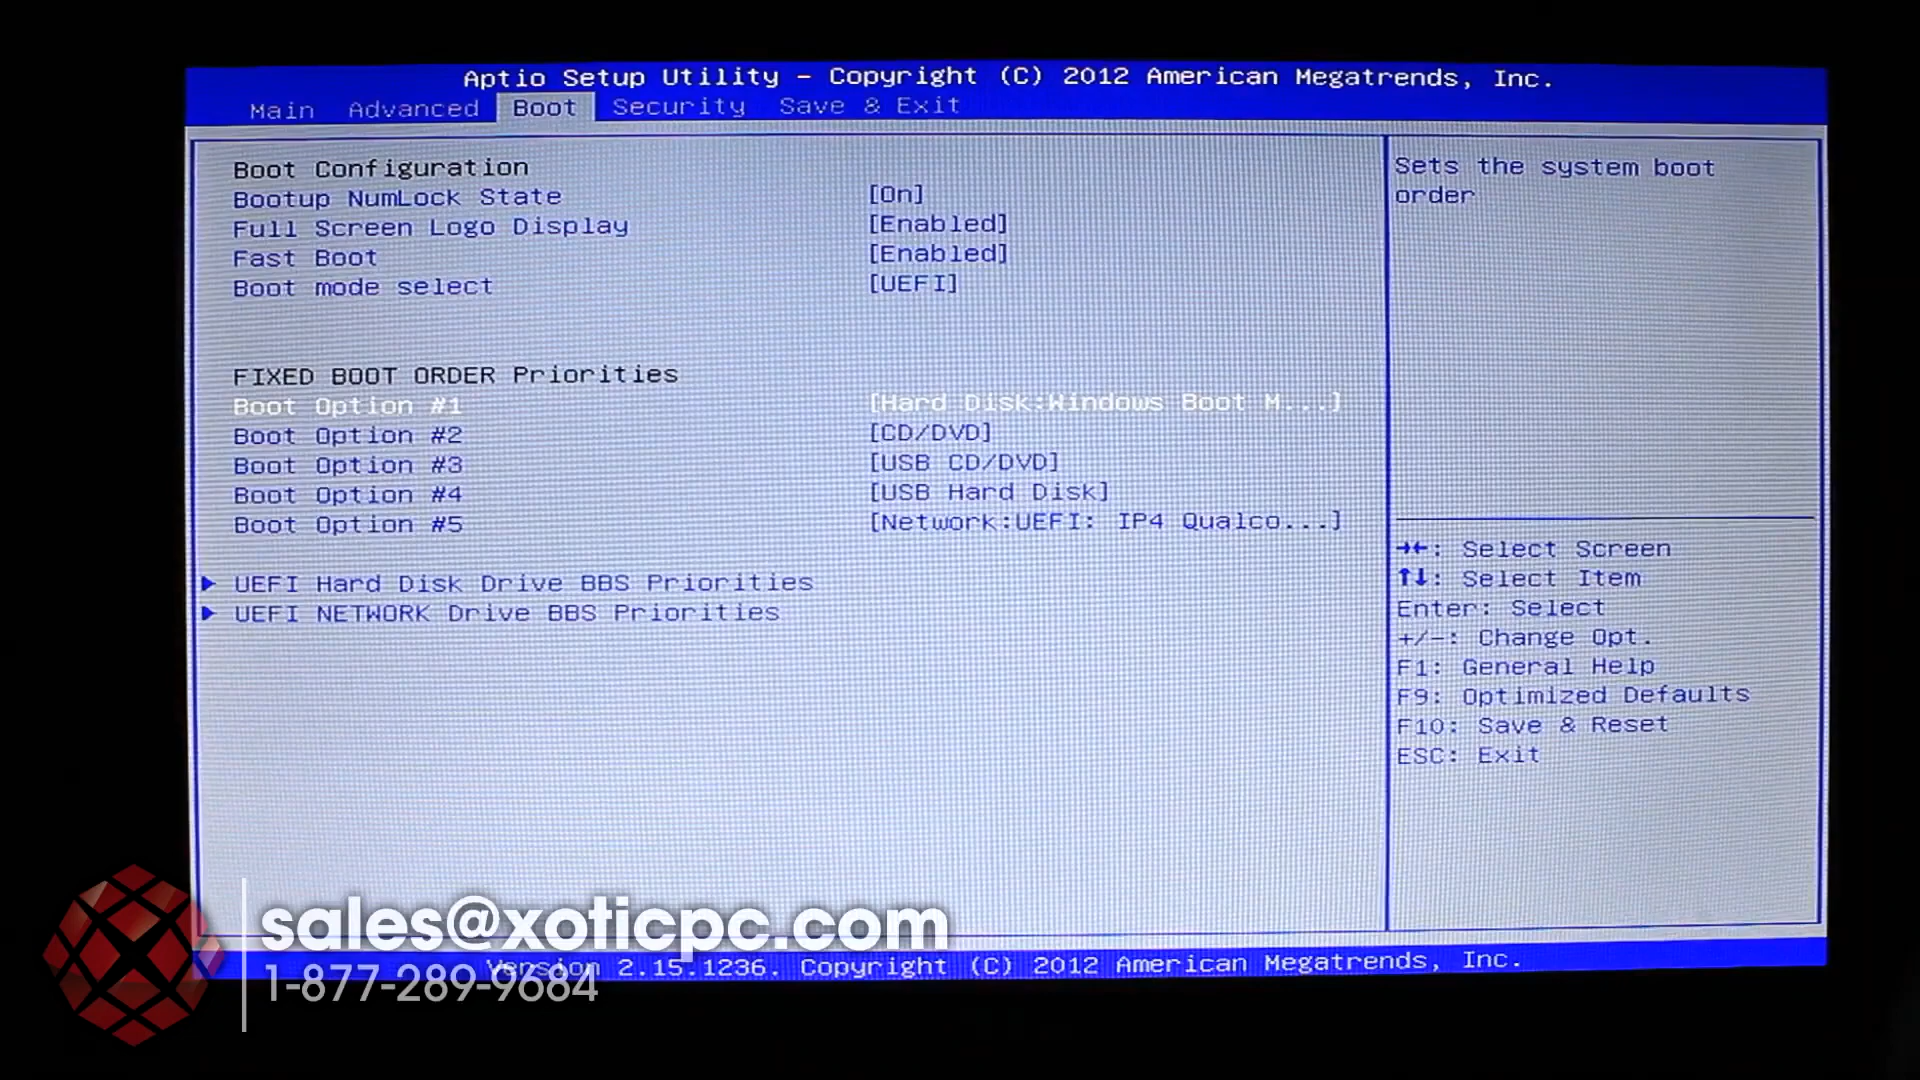 Aptio Setup Utility - Copyright (C) 2012 American Megatrends, Inc.
Main Advanced Boot Security Save & Exit
Boot Configuration
Bootup NumLock State [On]
Full Screen Logo Display [Enabled]
Fast Boot [Enabled]
Boot mode select [UEFI]
FIXED BOOT ORDER Priorities
Boot Option #1 [Hard Disk:Windows Boot M...]
Boot Option #2 [CD/DVD]
Boot Option #3 [USB CD/DVD]
Boot Option #4 [USB Hard Disk]
Boot Option #5 [Network:UEFI: IP4 Qualco...]
UEFI Hard Disk Drive BBS Priorities
UEFI NETWORK Drive BBS Priorities
Sets the system boot
order
→←: Select Screen
↑↓: Select Item
Enter: Select
+/-: Change Opt.
F1: General Help
F9: Optimized Defaults
F10: Save & Reset
ESC: Exit
Version 2.15.1236. Copyright (C) 2012 American Megatrends, Inc.
sales@xoticpc.com
1-877-289-9684